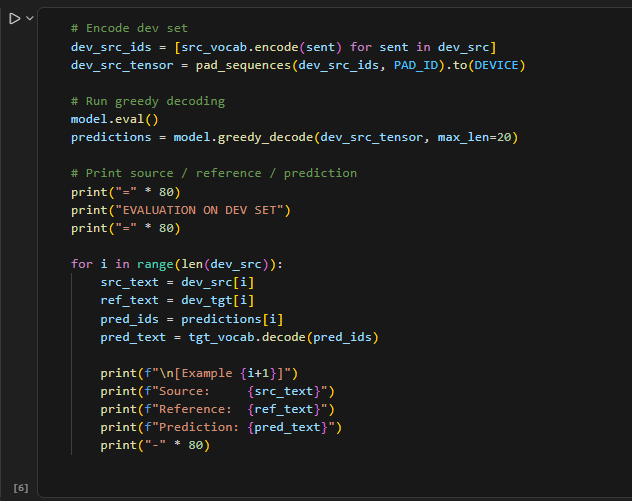 # Encode dev set
dev_src_ids = [src_vocab.encode(sent) for sent in dev_src]
dev_src_tensor = pad_sequences(dev_src_ids, PAD_ID).to(DEVICE)

# Run greedy decoding
model.eval()
predictions = model.greedy_decode(dev_src_tensor, max_len=20)

# Print source / reference / prediction
print("=" * 80)
print("EVALUATION ON DEV SET")
print("=" * 80)

for i in range(len(dev_src)):
    src_text = dev_src[i]
    ref_text = dev_tgt[i]
    pred_ids = predictions[i]
    pred_text = tgt_vocab.decode(pred_ids)

    print(f"\n[Example {i+1}]")
    print(f"Source:     {src_text}")
    print(f"Reference:  {ref_text}")
    print(f"Prediction: {pred_text}")
    print("-" * 80)
[6]